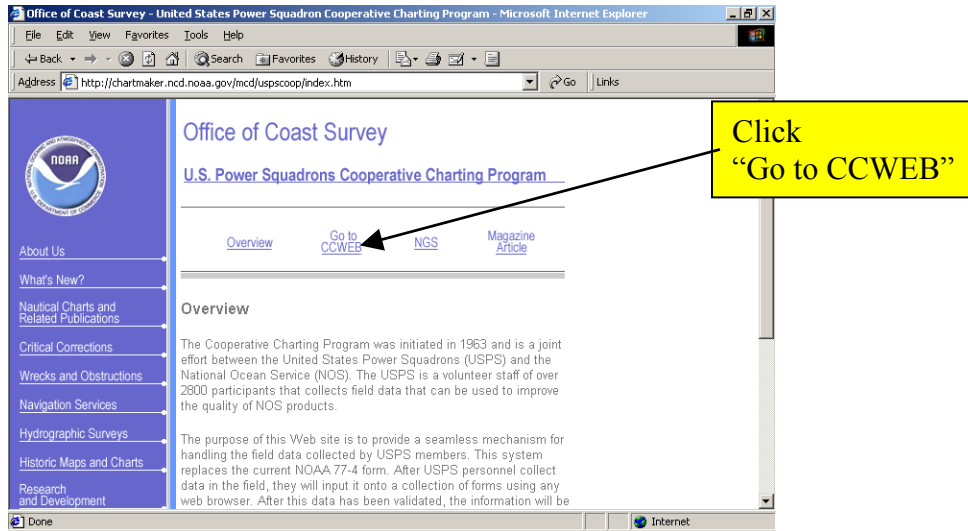 Office of Coast Survey - United States Power Squadron Cooperative Charting Program - Microsoft Internet Explorer
File Edit View Favorites Tools Help
Back Search Favorites History
Address http://chartmaker.ncd.noaa.gov/mcd/uspscoop/index.htm Go Links
NOAA
NATIONAL OCEANIC AND ATMOSPHERIC ADMINISTRATION
U.S. DEPARTMENT OF COMMERCE
About Us
What's New?
Nautical Charts and
Related Publications
Critical Corrections
Wrecks and Obstructions
Navigation Services
Hydrographic Surveys
Historic Maps and Charts
Research
and Development
Office of Coast Survey
U.S. Power Squadrons Cooperative Charting Program
Overview
Go to
CCWEB
NGS
Magazine
Article
Overview
The Cooperative Charting Program was initiated in 1963 and is a joint
effort between the United States Power Squadrons (USPS) and the
National Ocean Service (NOS). The USPS is a volunteer staff of over
2800 participants that collects field data that can be used to improve
the quality of NOS products.
The purpose of this Web site is to provide a seamless mechanism for
handling the field data collected by USPS members. This system
replaces the current NOAA 77-4 form. After USPS personnel collect
data in the field, they will input it onto a collection of forms using any
web browser. After this data has been validated, the information will be
Click
“Go to CCWEB”
Done Internet